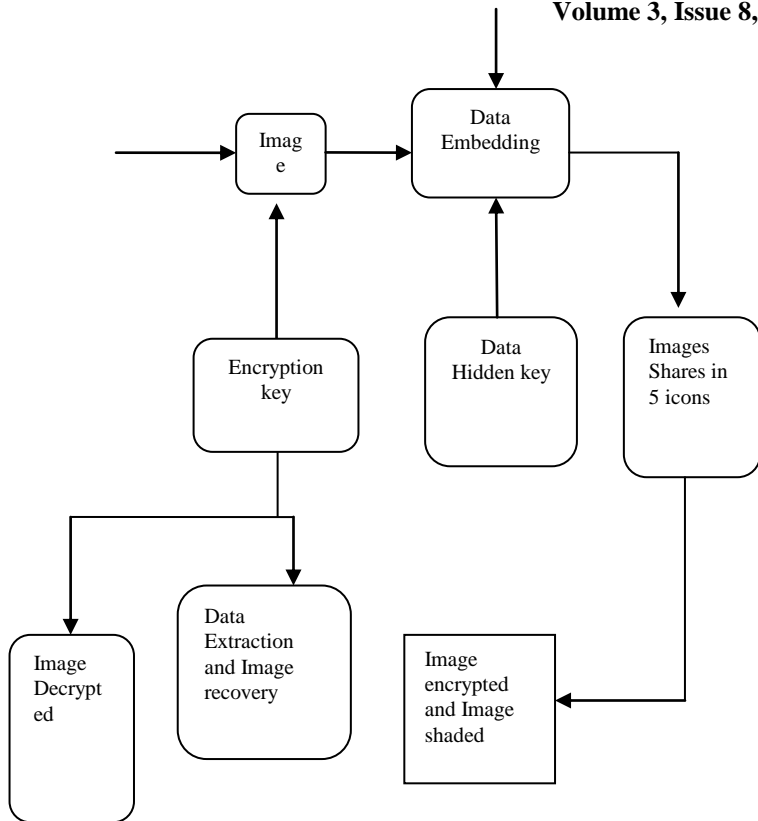 Volume 3, Issue 8,
Data
Embedding
Imag
e
Encryption
key
Data
Hidden key
Images
Shares in
5 icons
Data
Extraction
and Image
recovery
Image
Decrypt
ed
Image
encrypted
and Image
shaded